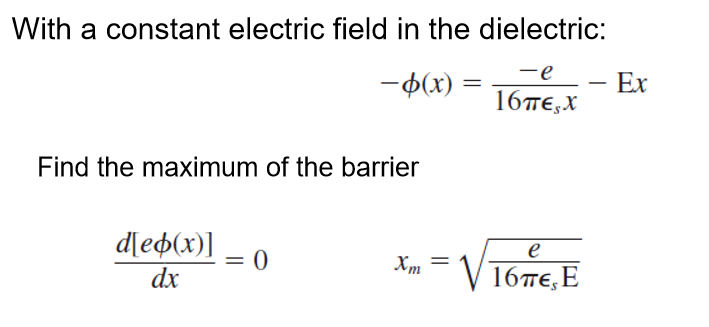 With a constant electric field in the dielectric:
−ϕ(x) = −e / 16πϵₛx − Ex
Find the maximum of the barrier
d[eϕ(x)] / dx = 0
xₘ = √(e / 16πϵₛE)